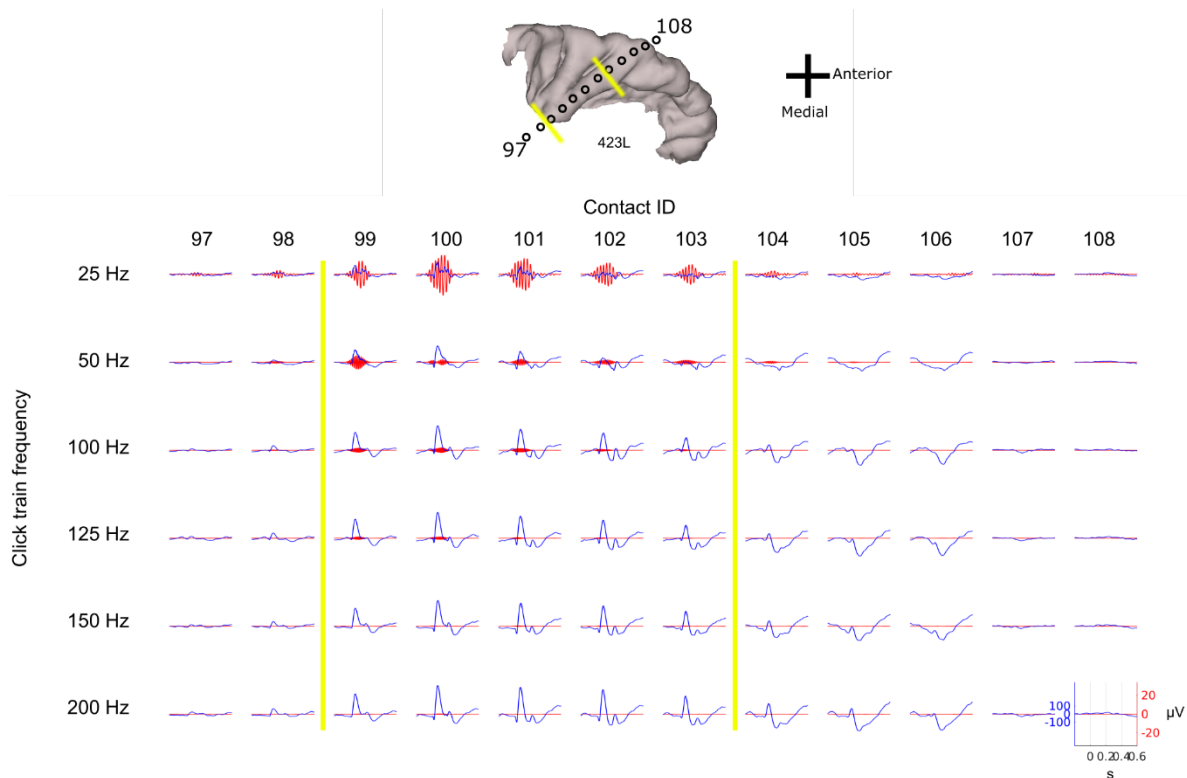 108
Anterior
Medial
97
423L
Contact ID
97 98 99 100 101 102 103 104 105 106 107 108
25 Hz
50 Hz
100 Hz
125 Hz
150 Hz
200 Hz
Click train frequency
100
0
-100
20
0
-20
µV
0 0.2 0.4 0.6
s